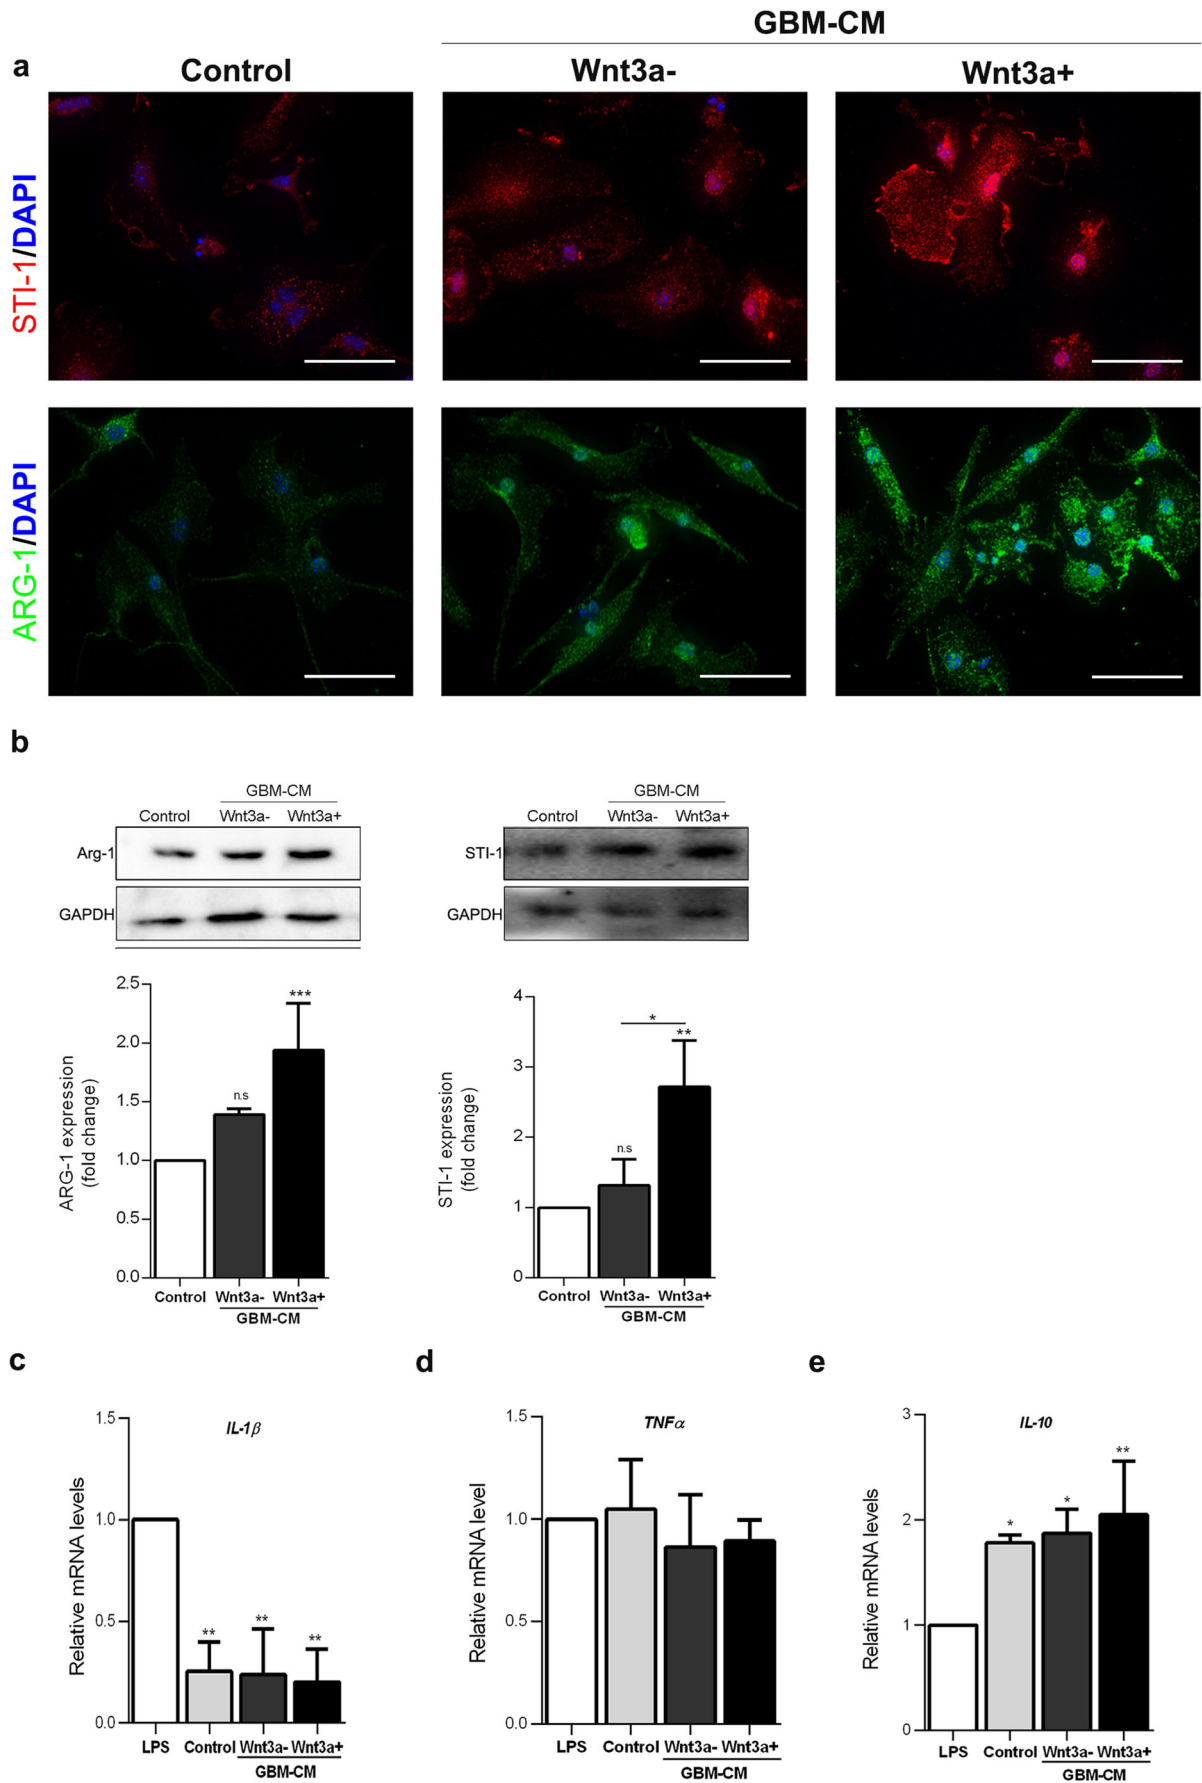 GBM-CM
a
Control
Wnt3a-
Wnt3a+
STI-1/DAPI
ARG-1/DAPI
b
GBM-CM
Control
Wnt3a-
Wnt3a+
Arg-1
GAPDH
GBM-CM
Control
Wnt3a-
Wnt3a+
STI-1
GAPDH
ARG-1 expression
(fold change)
2.5
2.0
1.5
1.0
0.5
0.0
n.s
***
Control
Wnt3a-
Wnt3a+
GBM-CM
STI-1 expression
(fold change)
4
3
2
1
0
n.s
*
**
Control
Wnt3a-
Wnt3a+
GBM-CM
c
IL-1β
Relative mRNA levels
1.5
1.0
0.5
0.0
**
**
**
LPS
Control
Wnt3a-
Wnt3a+
GBM-CM
d
TNFα
Relative mRNA level
1.5
1.0
0.5
0.0
LPS
Control
Wnt3a-
Wnt3a+
GBM-CM
e
IL-10
Relative mRNA levels
3
2
1
0
*
*
**
LPS
Control
Wnt3a-
Wnt3a+
GBM-CM